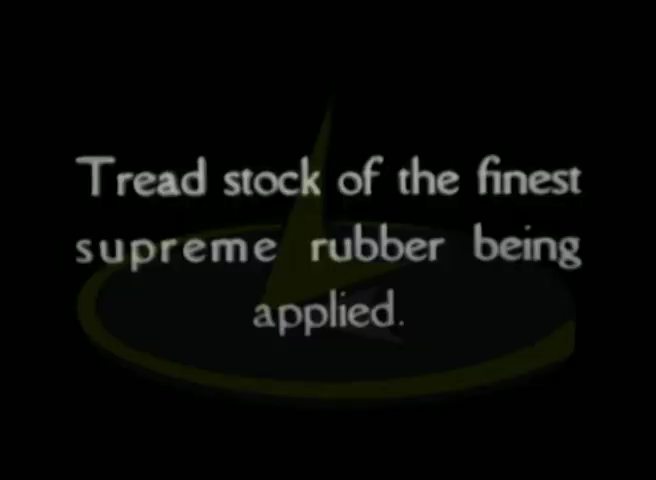 Tread stock of the finest
supreme rubber being
applied.